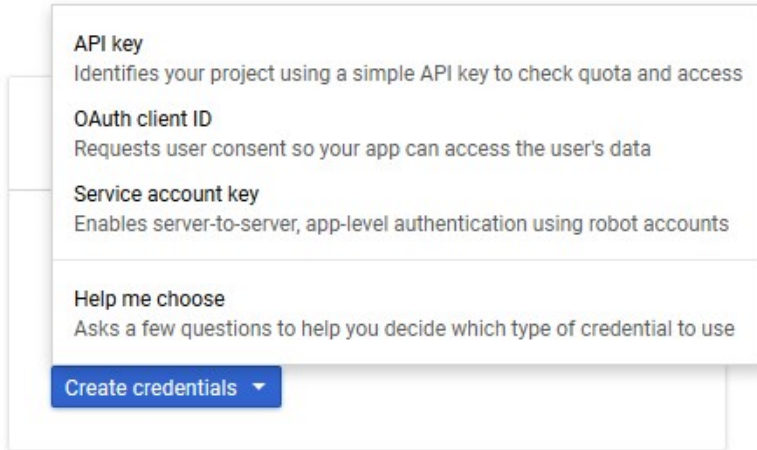 API key
Identifies your project using a simple API key to check quota and access
OAuth client ID
Requests user consent so your app can access the user's data
Service account key
Enables server-to-server, app-level authentication using robot accounts
Help me choose
Asks a few questions to help you decide which type of credential to use
Create credentials